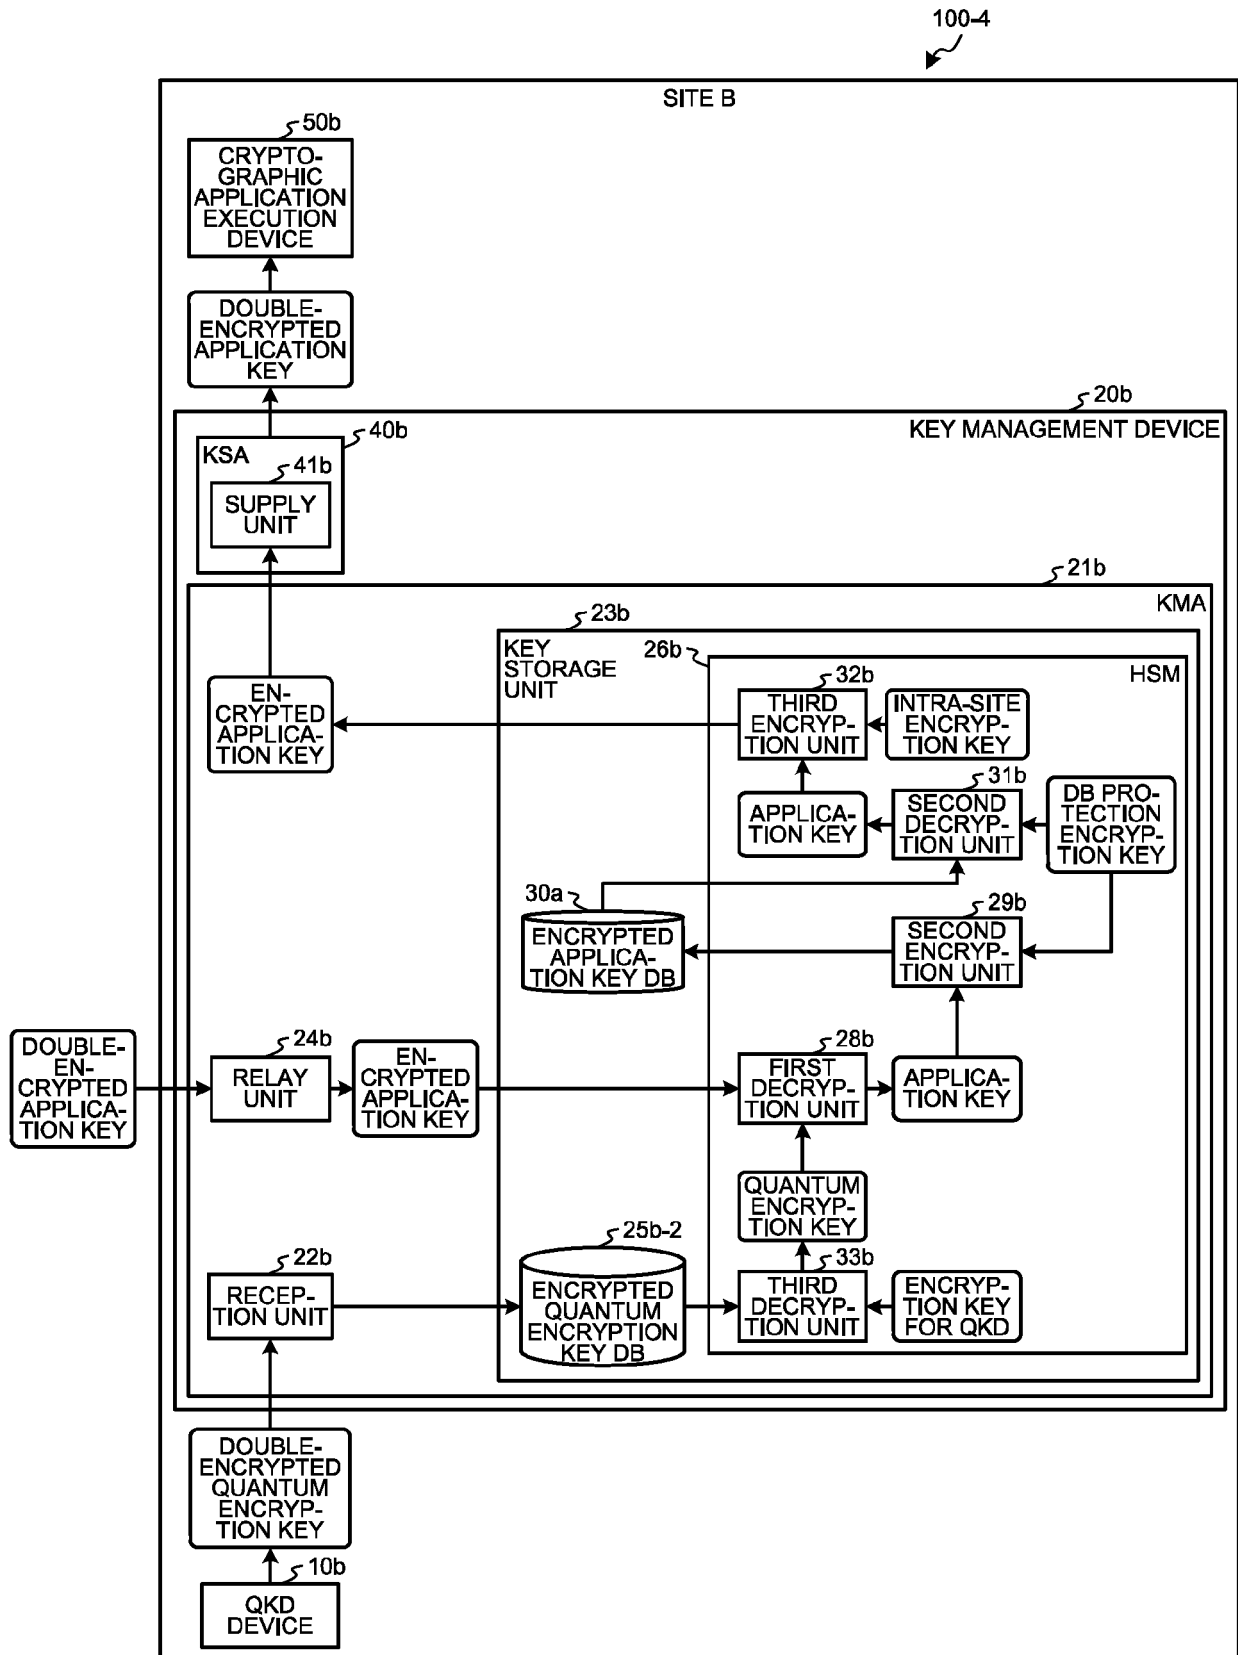 100-4
SITE B
50b
CRYPTO-
GRAPHIC
APPLICATION
EXECUTION
DEVICE
DOUBLE-
ENCRYPTED
APPLICATION
KEY
20b
KEY MANAGEMENT DEVICE
40b
KSA
41b
SUPPLY
UNIT
21b
KMA
23b
KEY
STORAGE
UNIT
26b
HSM
EN-
CRYPTED
APPLICA-
TION KEY
32b
THIRD
ENCRYP-
TION UNIT
INTRA-SITE
ENCRYPTION
KEY
31b
APPLICA-
TION KEY
SECOND
DECRYP-
TION UNIT
DB PRO-
TECTION
ENCRYP-
TION KEY
30a
ENCRYPTED
APPLICA-
TION KEY DB
29b
SECOND
ENCRYP-
TION UNIT
DOUBLE-
EN-
CRYPTED
APPLICA-
TION KEY
24b
RELAY
UNIT
EN-
CRYPTED
APPLICA-
TION KEY
28b
FIRST
DECRYP-
TION UNIT
APPLICA-
TION KEY
QUANTUM
ENCRYP-
TION KEY
22b
RECEP-
TION UNIT
25b-2
ENCRYPTED
QUANTUM
ENCRYPTION
KEY DB
33b
THIRD
DECRYP-
TION UNIT
ENCRYP-
TION KEY
FOR QKD
DOUBLE-
ENCRYPTED
QUANTUM
ENCRYP-
TION KEY
10b
QKD
DEVICE